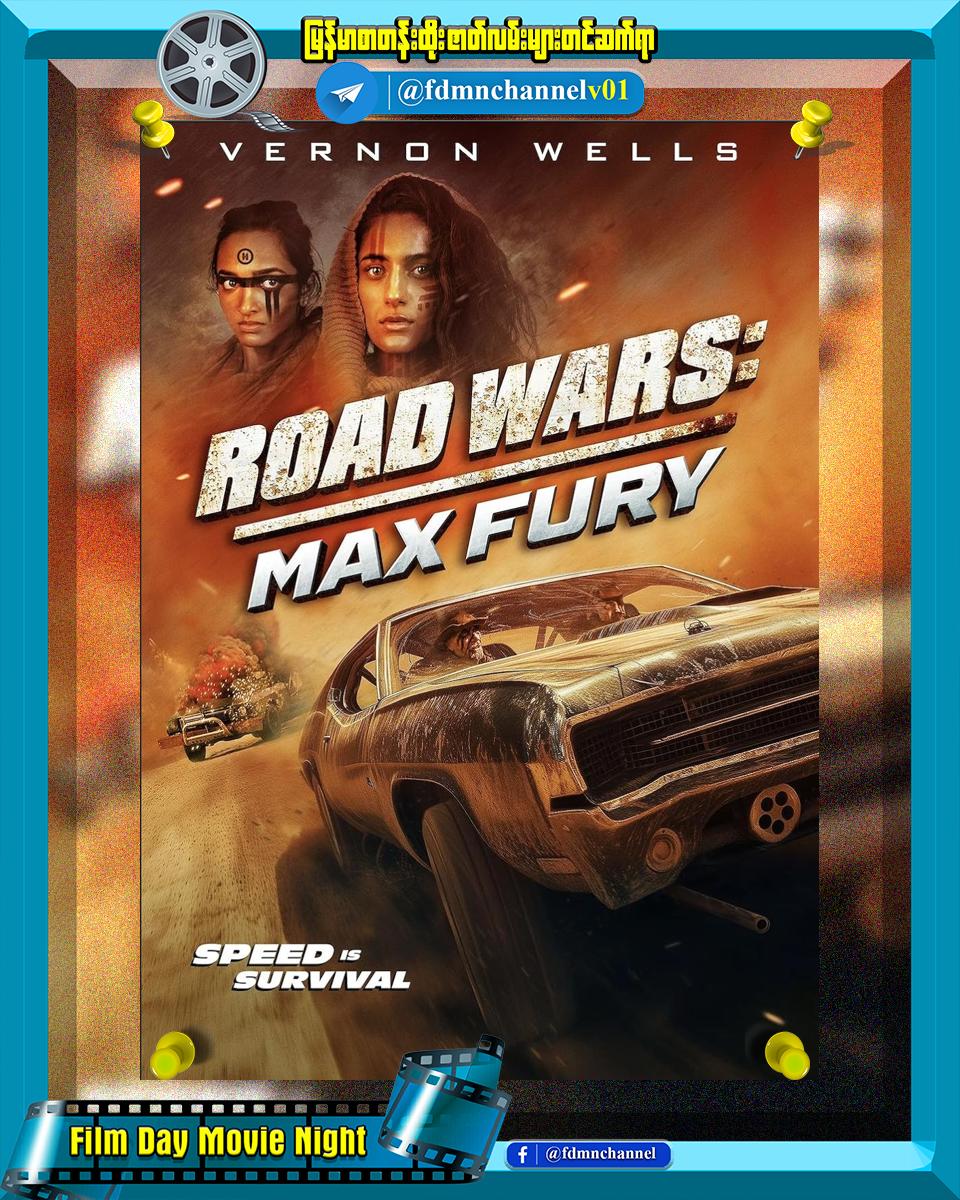 မြန်မာစာတန်းထိုးဇာတ်လမ်းများတင်ဆက်ရာ
@fdmnchannelv01
VERNON WELLS
ROAD WARS:
MAX FURY
SPEED IS
SURVIVAL
Film Day Movie Night
@fdmnchannel